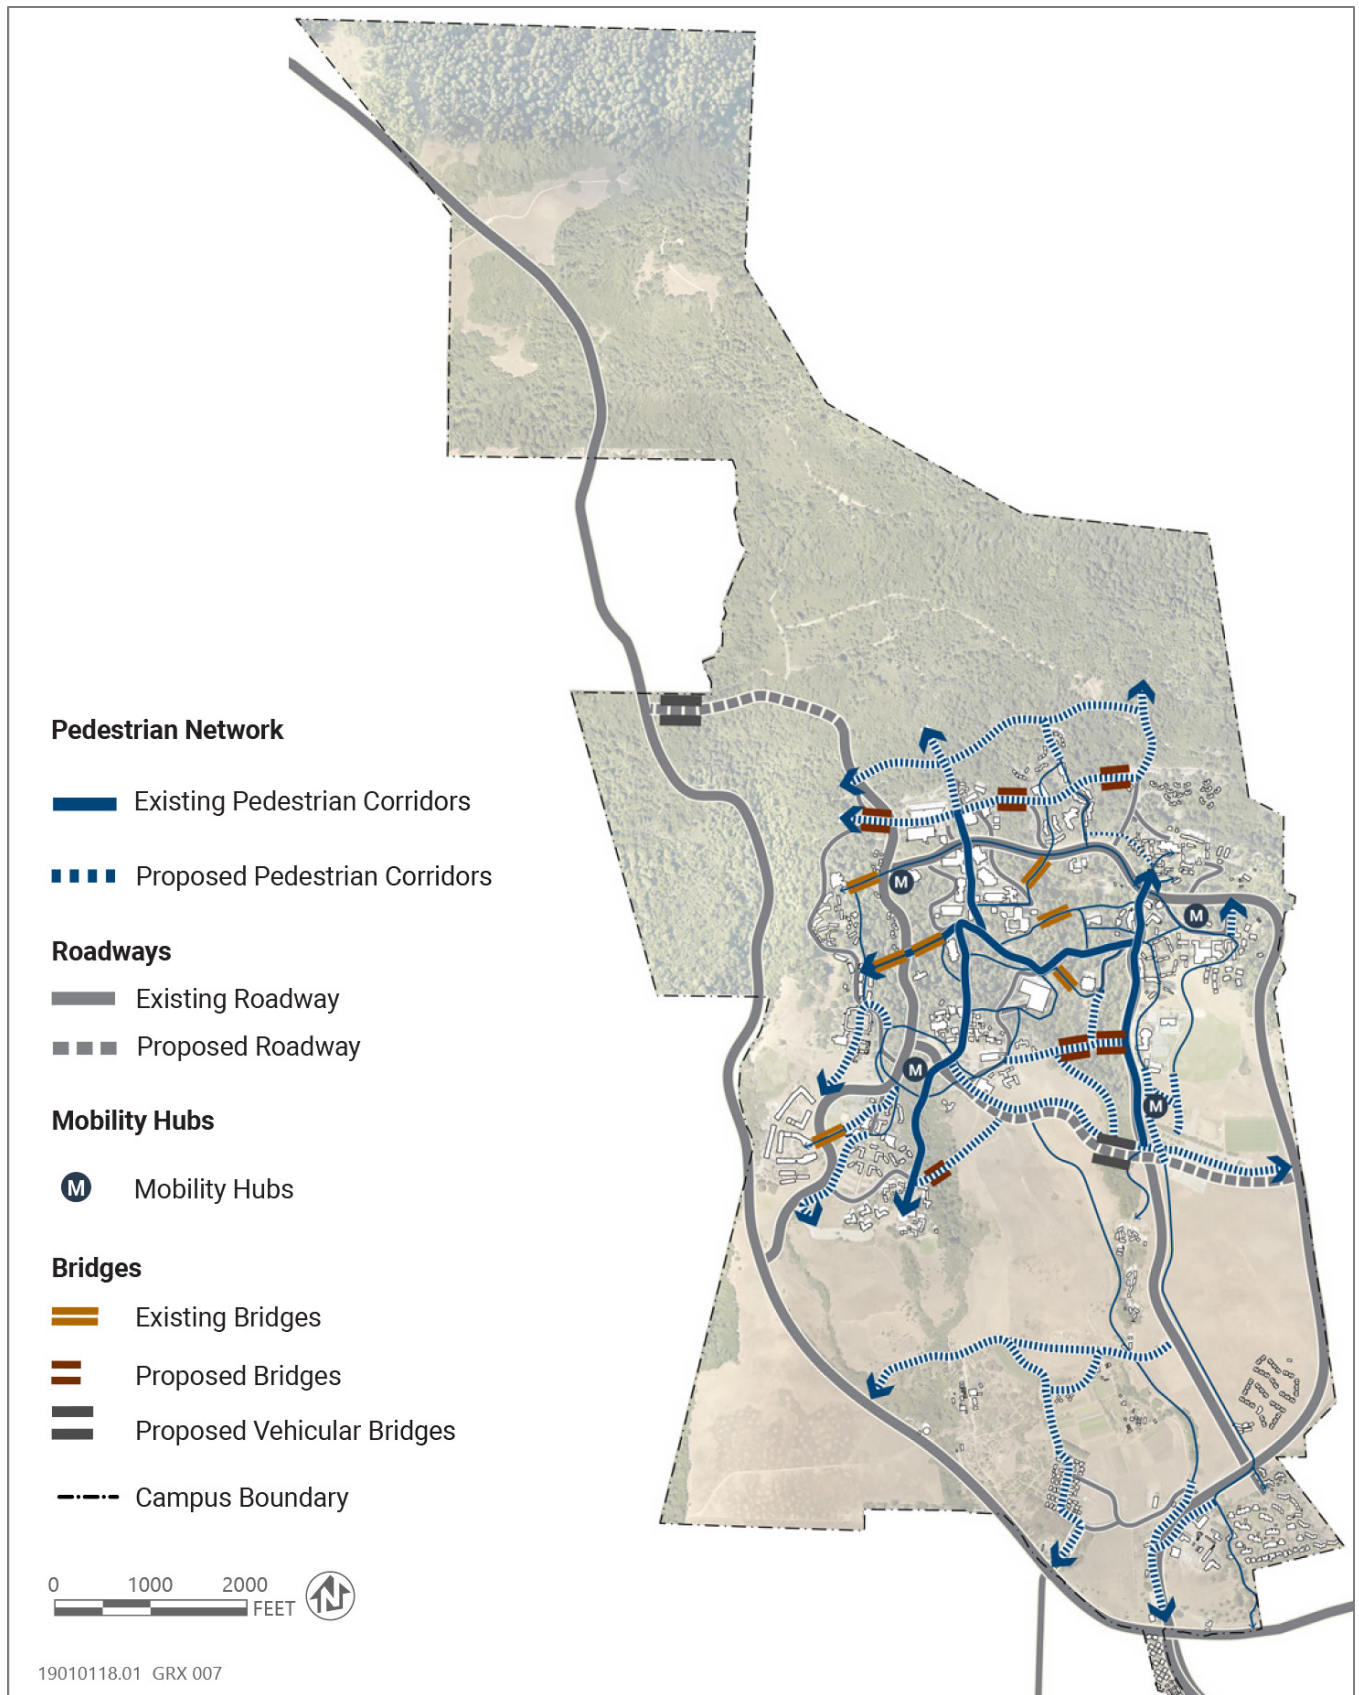 Pedestrian Network
Existing Pedestrian Corridors
Proposed Pedestrian Corridors
Roadways
Existing Roadway
Proposed Roadway
Mobility Hubs
M Mobility Hubs
Bridges
Existing Bridges
Proposed Bridges
Proposed Vehicular Bridges
Campus Boundary
0 1000 2000
FEET N
19010118.01 GRX 007
M
M
M
M